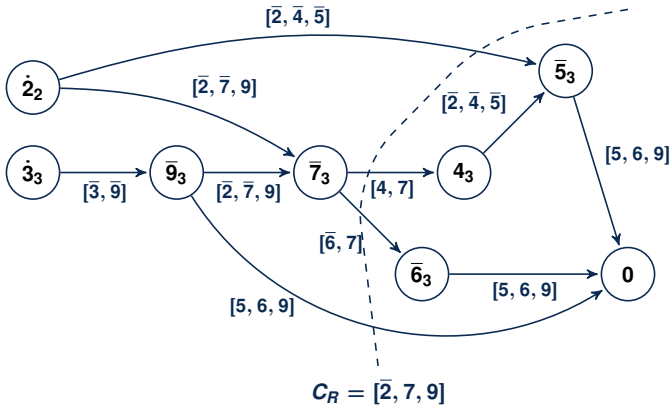 [2̅, 4̅, 5̅]
2̇₂
[2̅, 7̅, 9]
[2̅, 4̅, 5̅]
5̅₃
[5, 6, 9]
3̇₃
[3̅, 9̅]
9̅₃
[2̅, 7̅, 9]
7̅₃
[4, 7]
4₃
[6̅, 7]
6̅₃
[5, 6, 9]
0
[5, 6, 9]
C_R = [2̅, 7, 9]